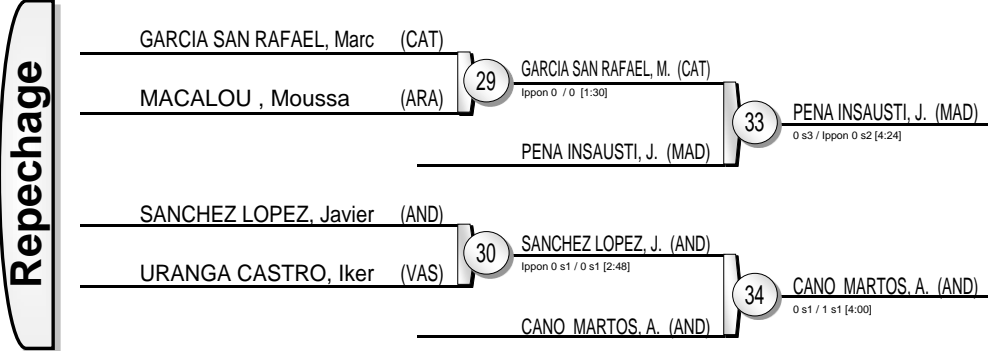 Repechage
GARCIA SAN RAFAEL, Marc (CAT)
MACALOU , Moussa (ARA)
29
GARCIA SAN RAFAEL, M. (CAT)
Ippon 0 / 0 [1:30]
PENA INSAUSTI, J. (MAD)
33
PENA INSAUSTI, J. (MAD)
0 s3 / Ippon 0 s2 [4:24]
SANCHEZ LOPEZ, Javier (AND)
URANGA CASTRO, Iker (VAS)
30
SANCHEZ LOPEZ, J. (AND)
Ippon 0 s1 / 0 s1 [2:48]
CANO MARTOS, A. (AND)
34
CANO MARTOS, A. (AND)
0 s1 / 1 s1 [4:00]